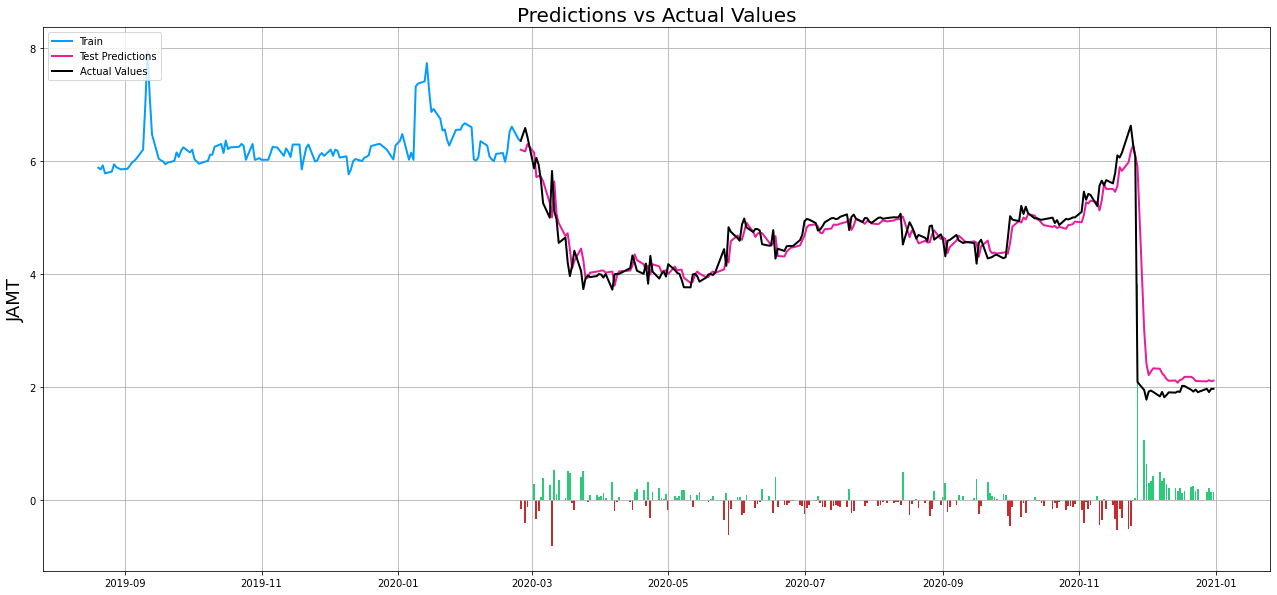 Predictions vs Actual Values
Train
Test Predictions
Actual Values
JAMT
8
6
4
2
0
2019-09
2019-11
2020-01
2020-03
2020-05
2020-07
2020-09
2020-11
2021-01